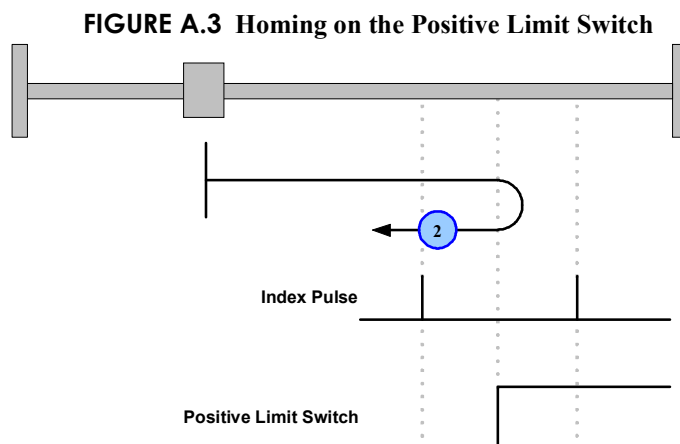 FIGURE A.3 Homing on the Positive Limit Switch
2
Index Pulse
Positive Limit Switch